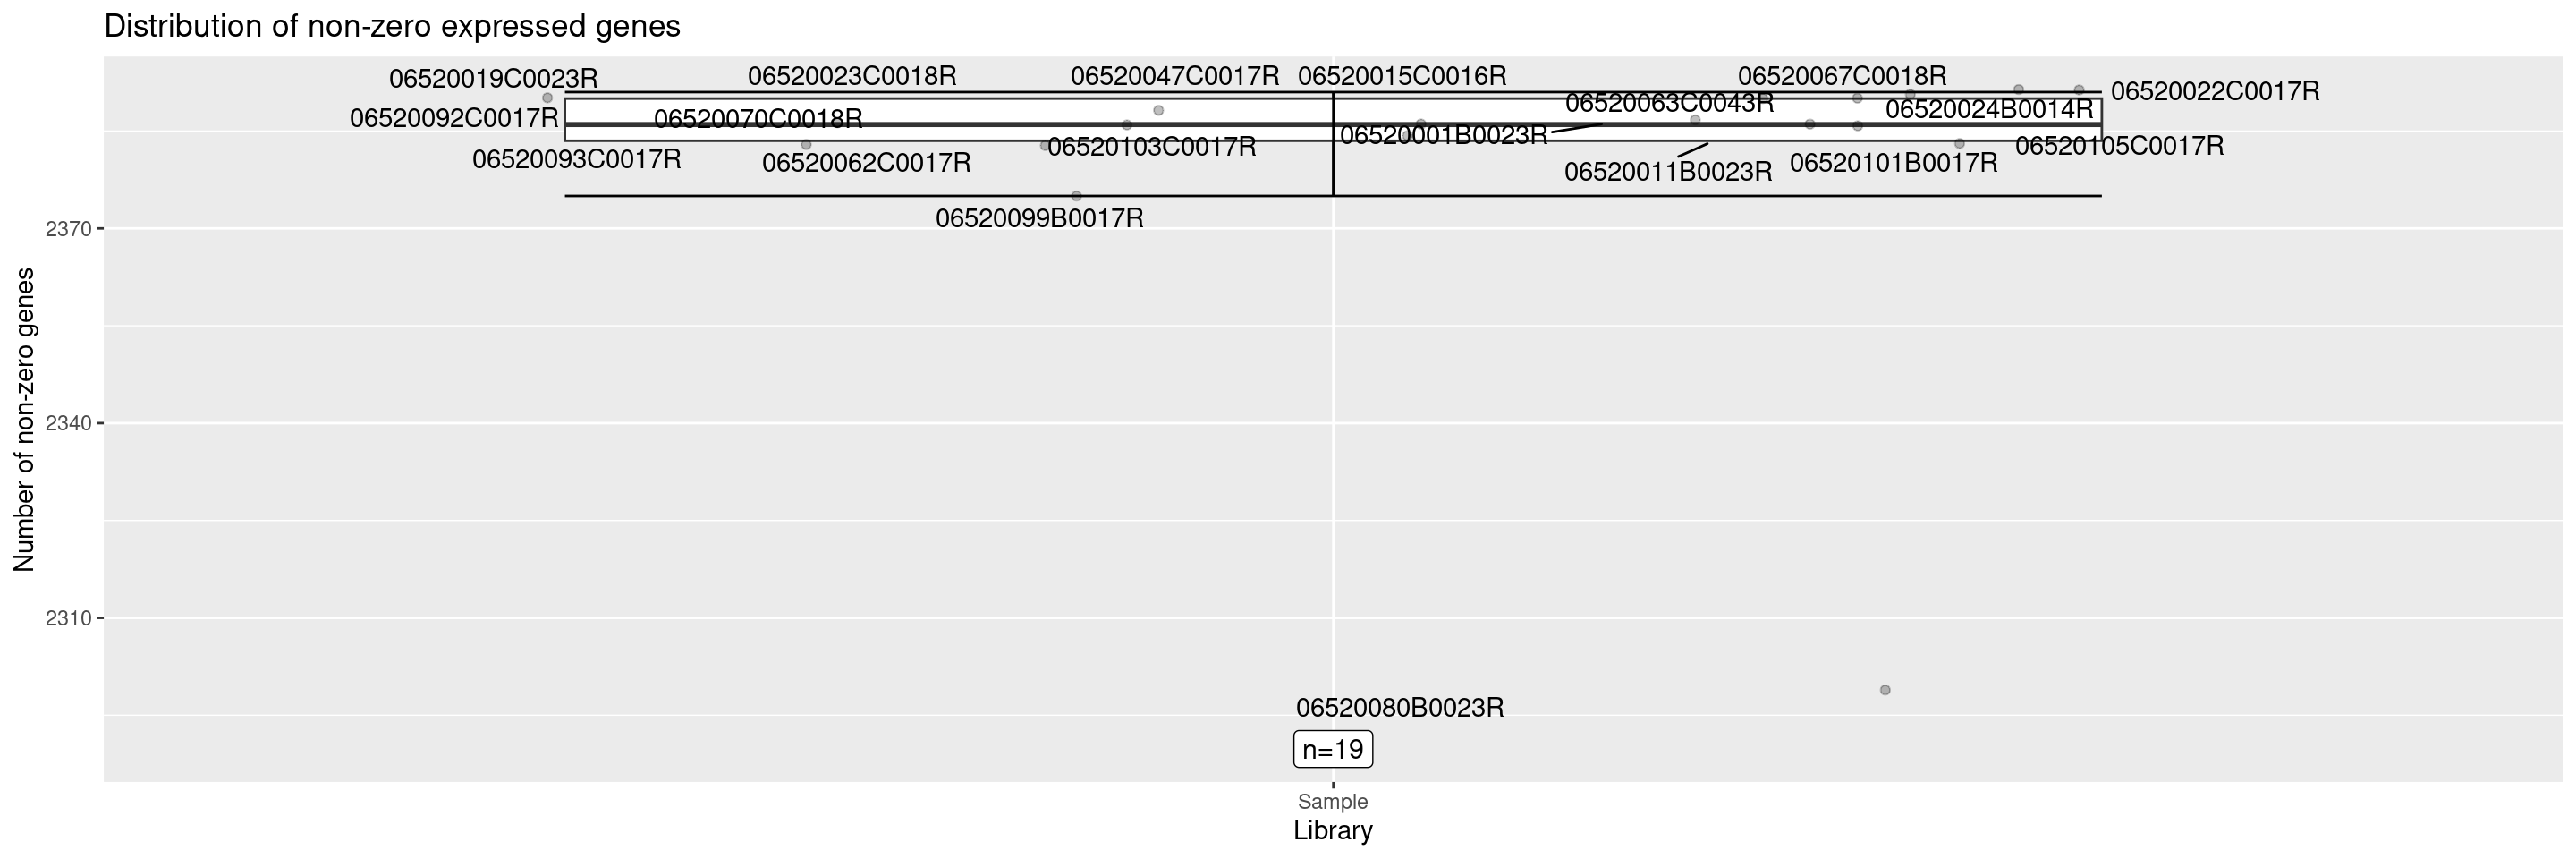 Distribution of non-zero expressed genes
06520019C0023R
06520023C0018R
06520047C0017R
06520015C0016R
06520067C0018R
06520022C0017R
06520092C0017R
06520070C0018R
06520063C0043R
06520024B0014R
06520001B0023R
06520093C0017R
06520062C0017R
06520103C0017R
06520011B0023R
06520101B0017R
06520105C0017R
06520099B0017R
Number of non-zero genes
2370
2340
2310
06520080B0023R
n=19
Sample
Library